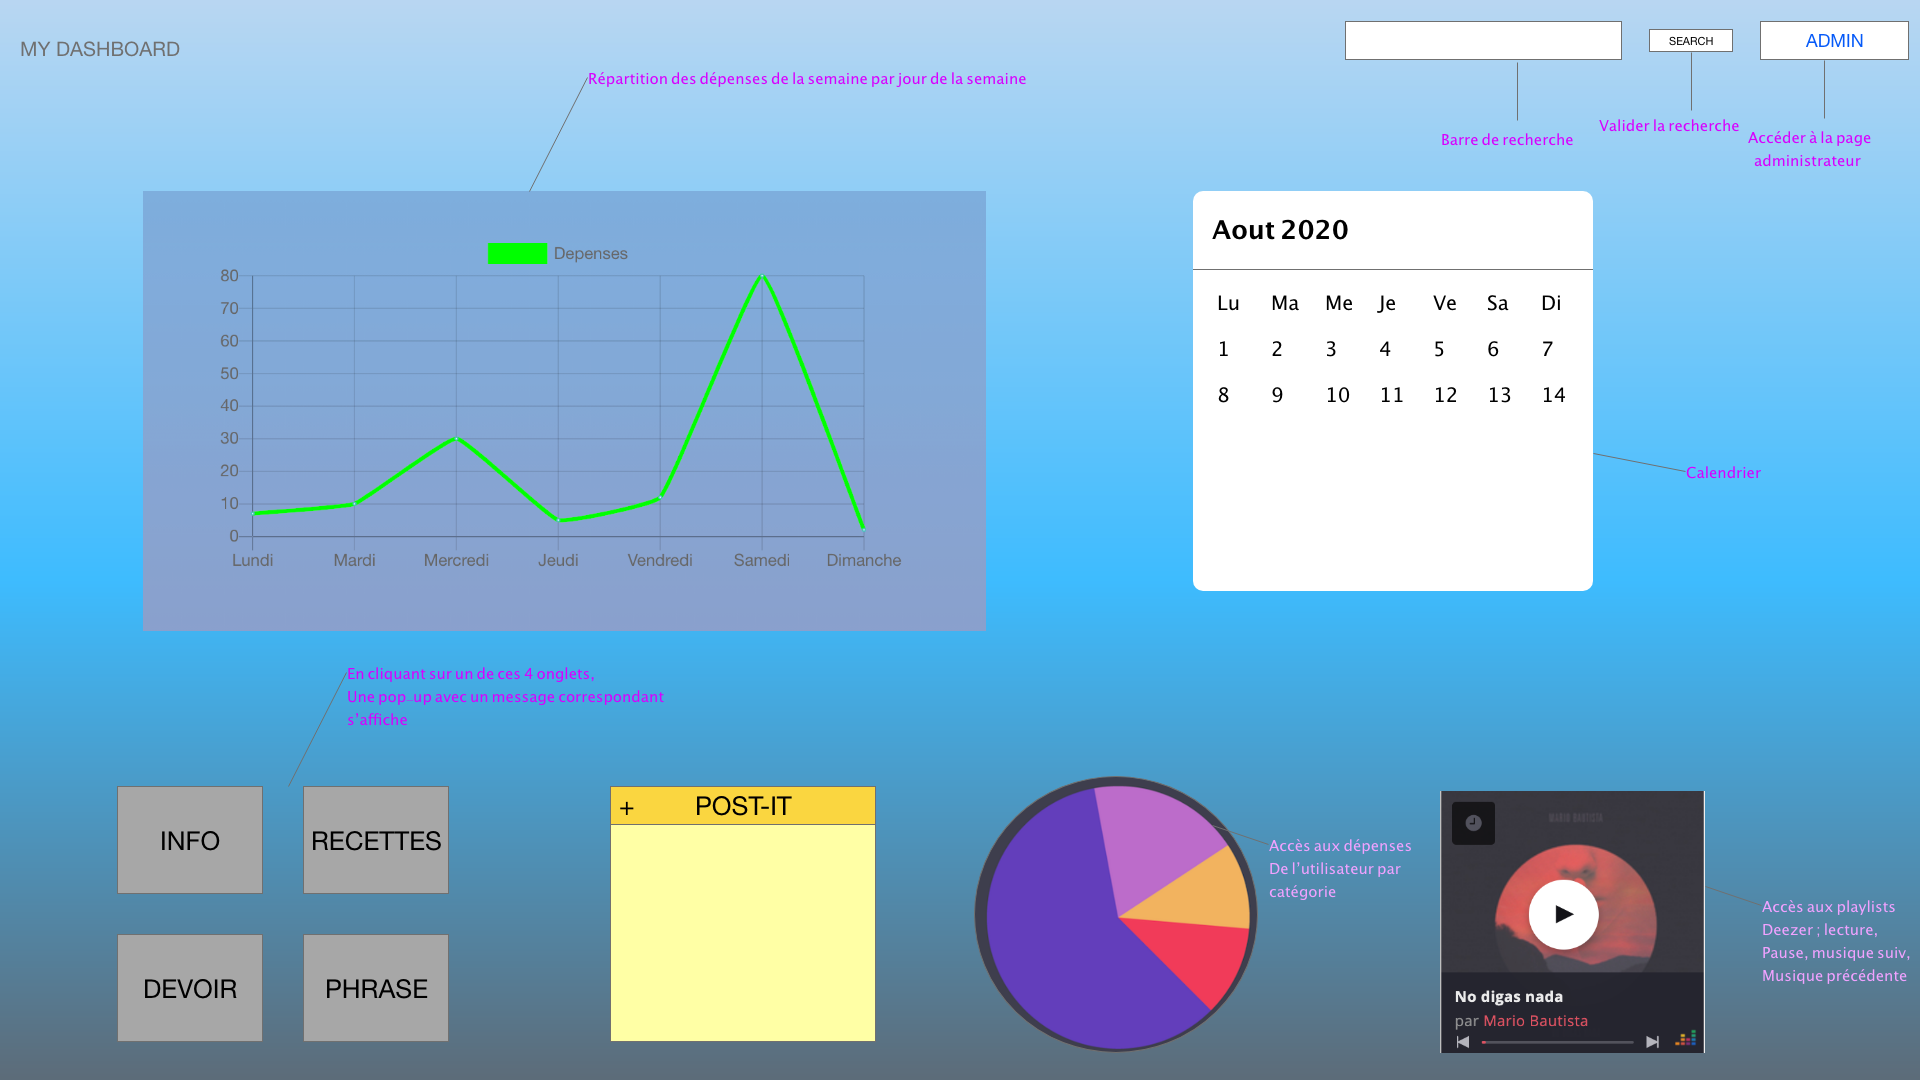 MY DASHBOARD
SEARCH
ADMIN
Répartition des dépenses de la semaine par jour de la semaine
Barre de recherche
Valider la recherche
Accéder à la page
administrateur
Depenses
80
70
60
50
40
30
20
10
0
Lundi Mardi Mercredi Jeudi Vendredi Samedi Dimanche
Aout 2020
Lu Ma Me Je Ve Sa Di
1 2 3 4 5 6 7
8 9 10 11 12 13 14
Calendrier
En cliquant sur un de ces 4 onglets,
Une pop-up avec un message correspondant
s’affiche
INFO
RECETTES
DEVOIR
PHRASE
+ POST-IT
Accès aux dépenses
De l’utilisateur par
catégorie
MARIO BAUTISTA
No digas nada
par Mario Bautista
Accès aux playlists
Deezer ; lecture,
Pause, musique suiv,
Musique précédente